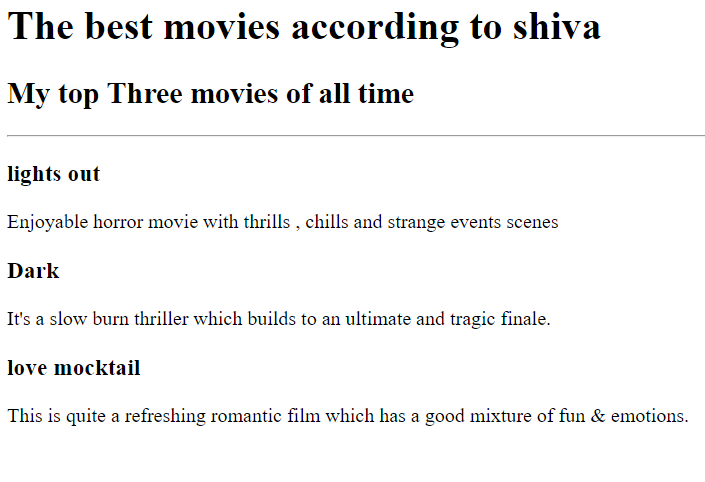 The best movies according to shiva
My top Three movies of all time
lights out
Enjoyable horror movie with thrills , chills and strange events scenes
Dark
It's a slow burn thriller which builds to an ultimate and tragic finale.
love mocktail
This is quite a refreshing romantic film which has a good mixture of fun & emotions.